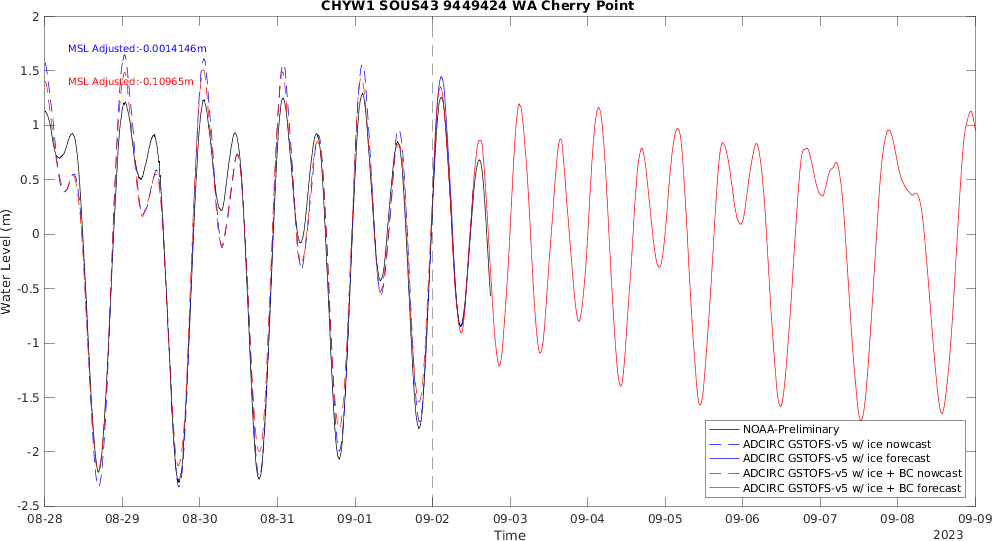 CHYW1 SOUS43 9449424 WA Cherry Point
MSL Adjusted:-0.0014146m
MSL Adjusted:-0.10965m
Water Level (m)
2
1.5
1
0.5
0
-0.5
-1
-1.5
-2
-2.5
NOAA-Preliminary
ADCIRC GSTOFS-v5 w/ ice nowcast
ADCIRC GSTOFS-v5 w/ ice forecast
ADCIRC GSTOFS-v5 w/ ice + BC nowcast
ADCIRC GSTOFS-v5 w/ ice + BC forecast
08-28 08-29 08-30 08-31 09-01 09-02 09-03 09-04 09-05 09-06 09-07 09-08 09-09
Time
2023